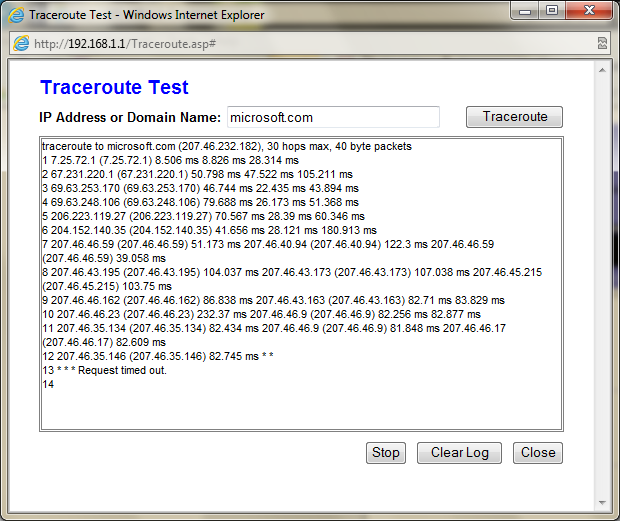 Traceroute Test - Windows Internet Explorer
http://192.168.1.1/Traceroute.asp#
Traceroute Test
IP Address or Domain Name: microsoft.com Traceroute
traceroute to microsoft.com (207.46.232.182), 30 hops max, 40 byte packets
1 7.25.72.1 (7.25.72.1) 8.506 ms 8.826 ms 28.314 ms
2 67.231.220.1 (67.231.220.1) 50.798 ms 47.522 ms 105.211 ms
3 69.63.253.170 (69.63.253.170) 46.744 ms 22.435 ms 43.894 ms
4 69.63.248.106 (69.63.248.106) 79.688 ms 26.173 ms 51.368 ms
5 206.223.119.27 (206.223.119.27) 70.567 ms 28.39 ms 60.346 ms
6 204.152.140.35 (204.152.140.35) 41.656 ms 28.121 ms 180.913 ms
7 207.46.46.59 (207.46.46.59) 51.173 ms 207.46.40.94 (207.46.40.94) 122.3 ms 207.46.46.59
(207.46.46.59) 39.058 ms
8 207.46.43.195 (207.46.43.195) 104.037 ms 207.46.43.173 (207.46.43.173) 107.038 ms 207.46.45.215
(207.46.45.215) 103.75 ms
9 207.46.46.162 (207.46.46.162) 86.838 ms 207.46.43.163 (207.46.43.163) 82.71 ms 83.829 ms
10 207.46.46.23 (207.46.46.23) 232.37 ms 207.46.46.9 (207.46.46.9) 82.256 ms 82.877 ms
11 207.46.35.134 (207.46.35.134) 82.434 ms 207.46.46.9 (207.46.46.9) 81.848 ms 207.46.46.17
(207.46.46.17) 82.609 ms
12 207.46.35.146 (207.46.35.146) 82.745 ms * *
13 * * * Request timed out.
14
Stop Clear Log Close